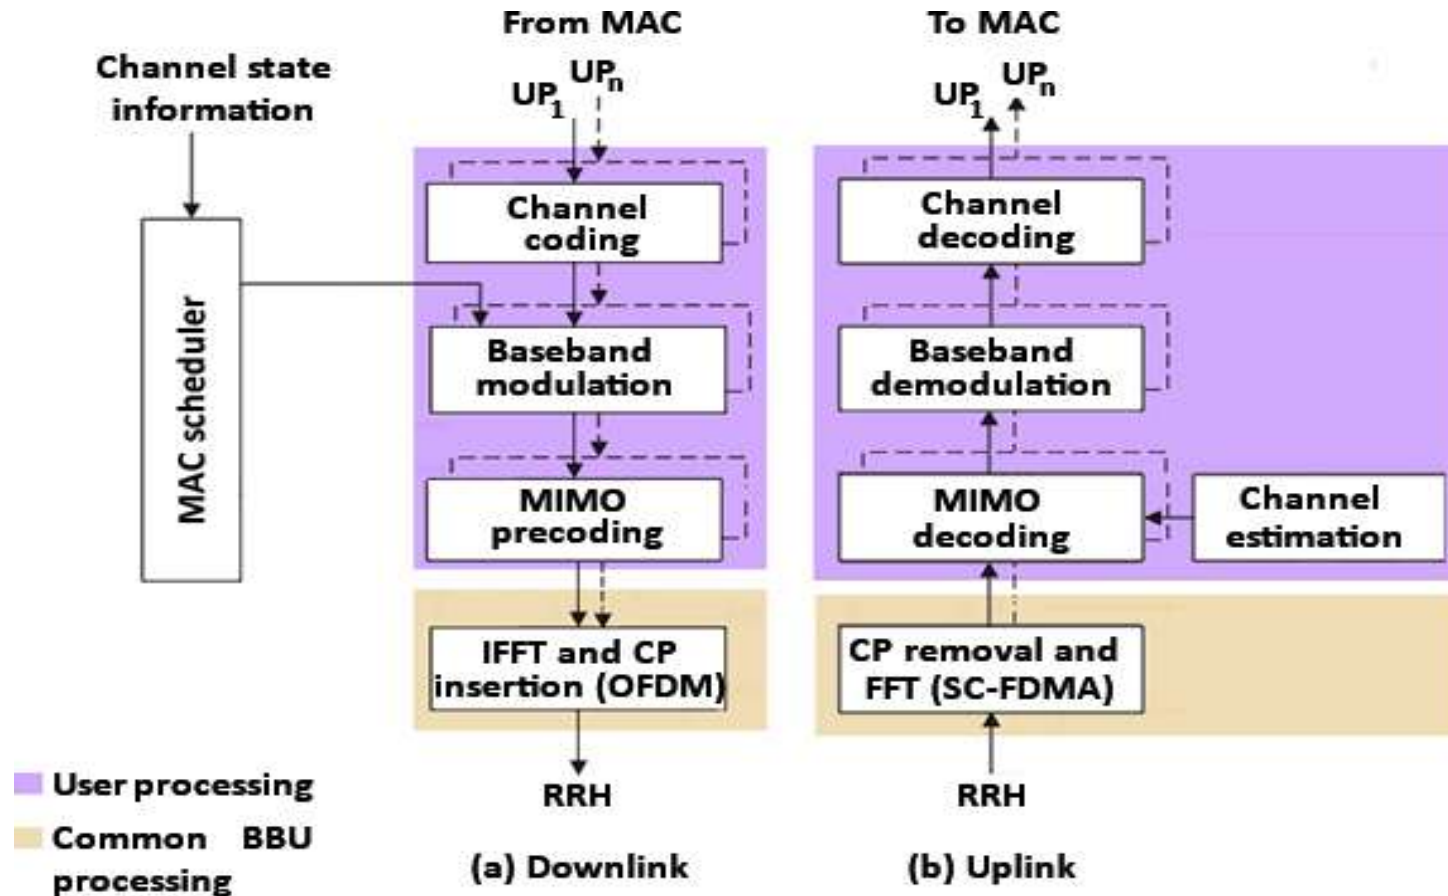 From MAC
To MAC
Channel state
information
UP1
UPn
UP1
UPn
Channel
coding
Channel
decoding
MAC scheduler
Baseband
modulation
Baseband
demodulation
MIMO
precoding
MIMO
decoding
Channel
estimation
IFFT and CP
insertion (OFDM)
CP removal and
FFT (SC-FDMA)
RRH
RRH
User processing
Common BBU
processing
(a) Downlink
(b) Uplink